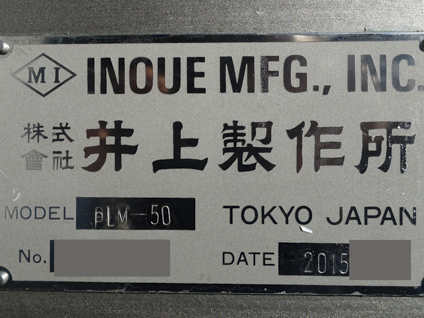 MI INOUE MFG., INC.
株式會社 井上製作所
MODEL PLM-50 TOKYO JAPAN
No. DATE 2015